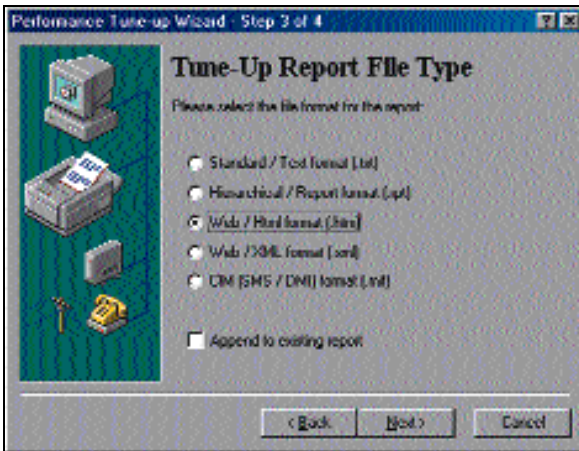 Performance Tune-up Wizard - Step 3 of 4
Tune-Up Report File Type
Please select the file format for the report:
Standard / Text format (.txt)
Hierarchical / Report format (.rpt)
Web / Html format (.htm)
Web / XML format (.xml)
CIM (SMS / DMI) format (.mif)
Append to existing report
< Back
Next >
Cancel